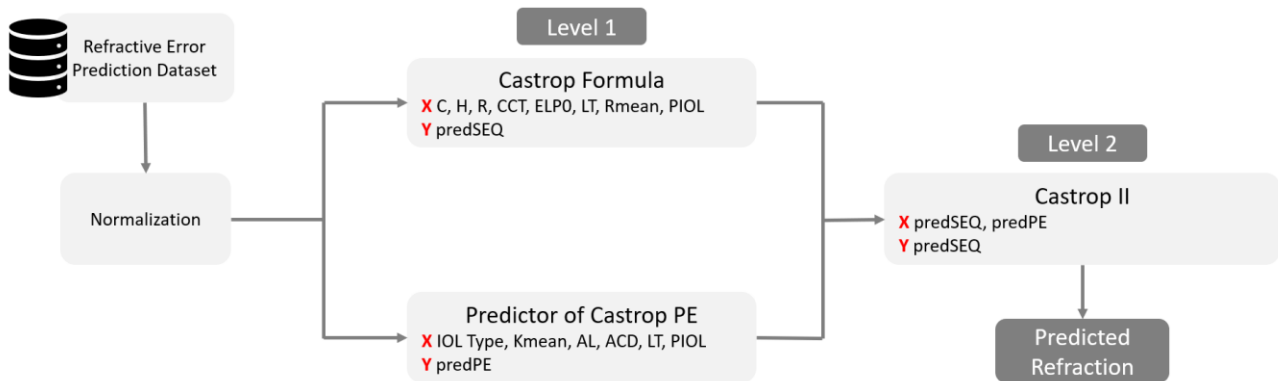 Refractive Error
Prediction Dataset
Normalization
Level 1
Castrop Formula
X C, H, R, CCT, ELP0, LT, Rmean, PIOL
Y predSEQ
Predictor of Castrop PE
X IOL Type, Kmean, AL, ACD, LT, PIOL
Y predPE
Level 2
Castrop II
X predSEQ, predPE
Y predSEQ
Predicted
Refraction